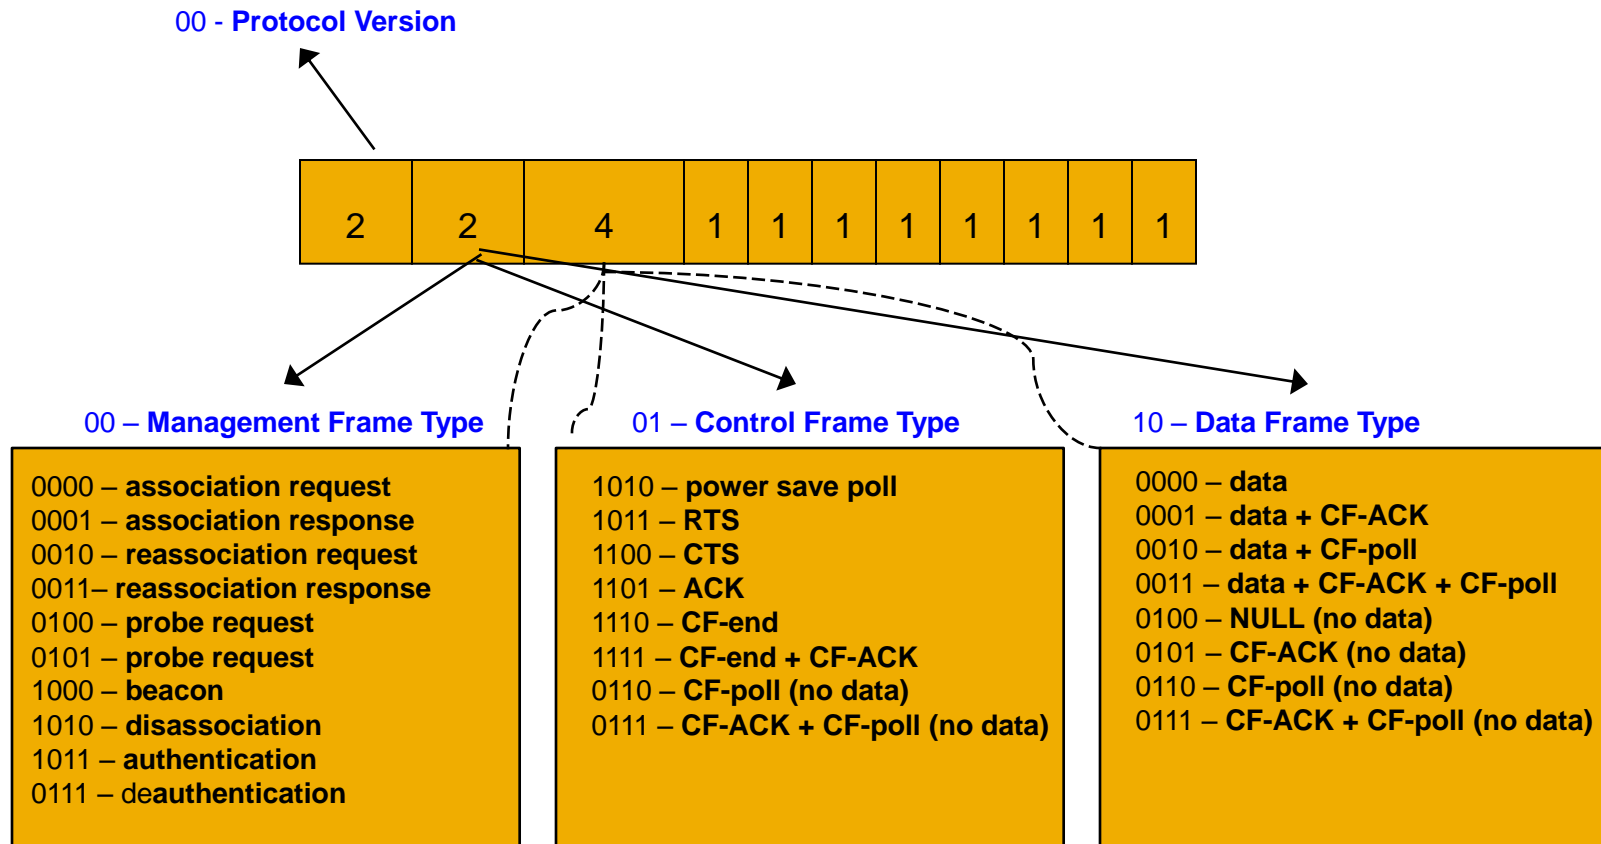 00 - Protocol Version
2 2 4 1 1 1 1 1 1 1 1
00 – Management Frame Type
0000 – association request
0001 – association response
0010 – reassociation request
0011– reassociation response
0100 – probe request
0101 – probe request
1000 – beacon
1010 – disassociation
1011 – authentication
0111 – deauthentication
01 – Control Frame Type
1010 – power save poll
1011 – RTS
1100 – CTS
1101 – ACK
1110 – CF-end
1111 – CF-end + CF-ACK
0110 – CF-poll (no data)
0111 – CF-ACK + CF-poll (no data)
10 – Data Frame Type
0000 – data
0001 – data + CF-ACK
0010 – data + CF-poll
0011 – data + CF-ACK + CF-poll
0100 – NULL (no data)
0101 – CF-ACK (no data)
0110 – CF-poll (no data)
0111 – CF-ACK + CF-poll (no data)